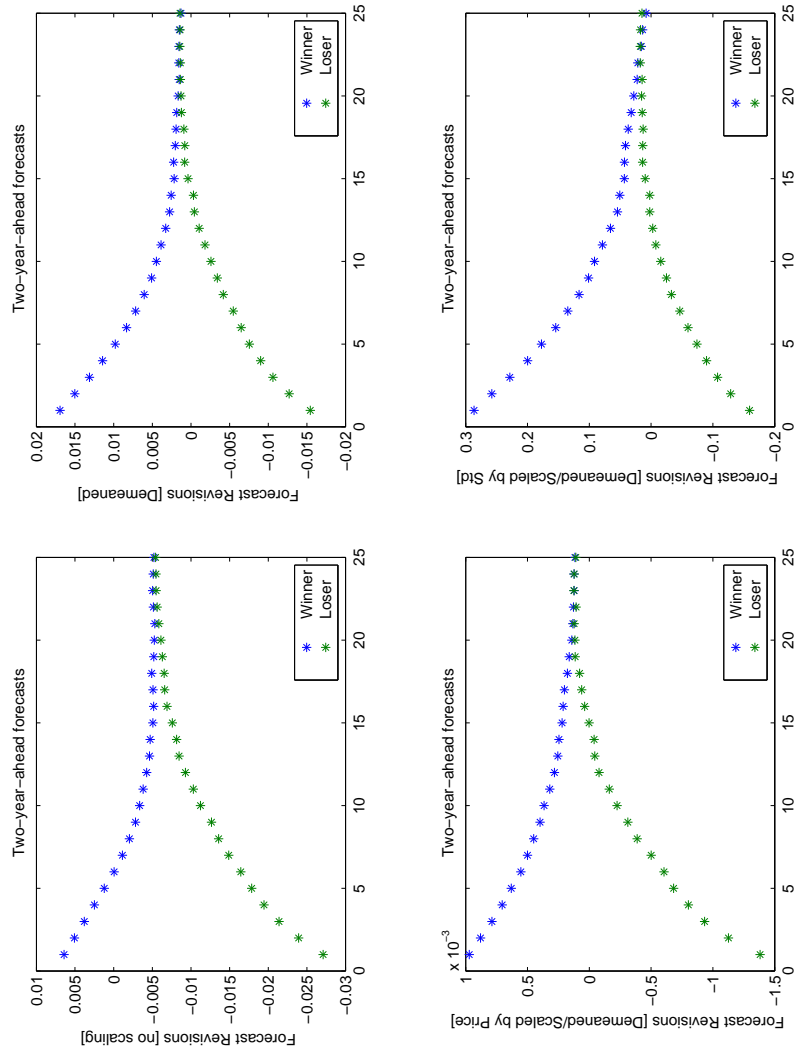 Two−year−ahead forecasts
0.01
0.005
0
−0.005
−0.01
−0.015
−0.02
−0.025
−0.03
Forecast Revisions [no scaling]
0 5 10 15 20 25
Winner
Loser
Two−year−ahead forecasts
0.02
0.015
0.01
0.005
0
−0.005
−0.01
−0.015
−0.02
Forecast Revisions [Demeaned]
0 5 10 15 20 25
Winner
Loser
x 10−3
Two−year−ahead forecasts
1
0.5
0
−0.5
−1
−1.5
Forecast Revisions [Demeaned/Scaled by Price]
0 5 10 15 20 25
Winner
Loser
Two−year−ahead forecasts
0.3
0.2
0.1
0
−0.1
−0.2
Forecast Revisions [Demeaned/Scaled by Std]
0 5 10 15 20 25
Winner
Loser